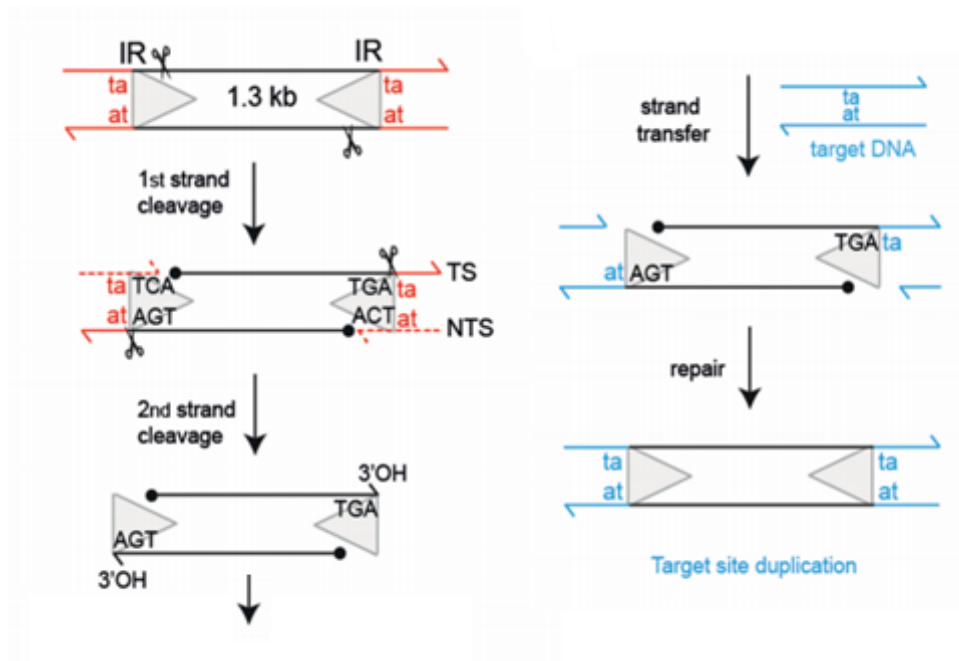 IR IR
ta 1.3 kb ta
at at
1st strand
cleavage
TS
ta TCA TGA ta
at AGT ACT at
NTS
2nd strand
cleavage
3'OH
TGA
AGT
3'OH
strand
transfer
ta
at
target DNA
TGA ta
at AGT
repair
ta ta
at at
Target site duplication